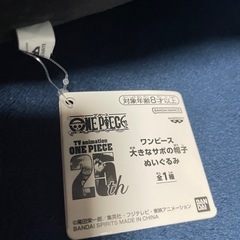 対象年齢8才以上
ONE PIECE
BANPRESTO
TV animation
ONE PIECE
25th
ワンピース
大きなサボの帽子
ぬいぐるみ
全1種
©尾田栄一郎／集英社・フジテレビ・東映アニメーション
BANDAI SPIRITS MADE IN CHINA
BANDAI